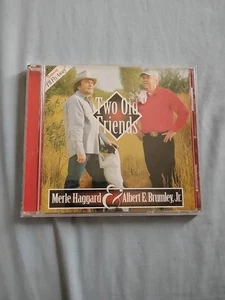 Two Old
Friends
Merle Haggard & Albert E. Brumley, Jr.